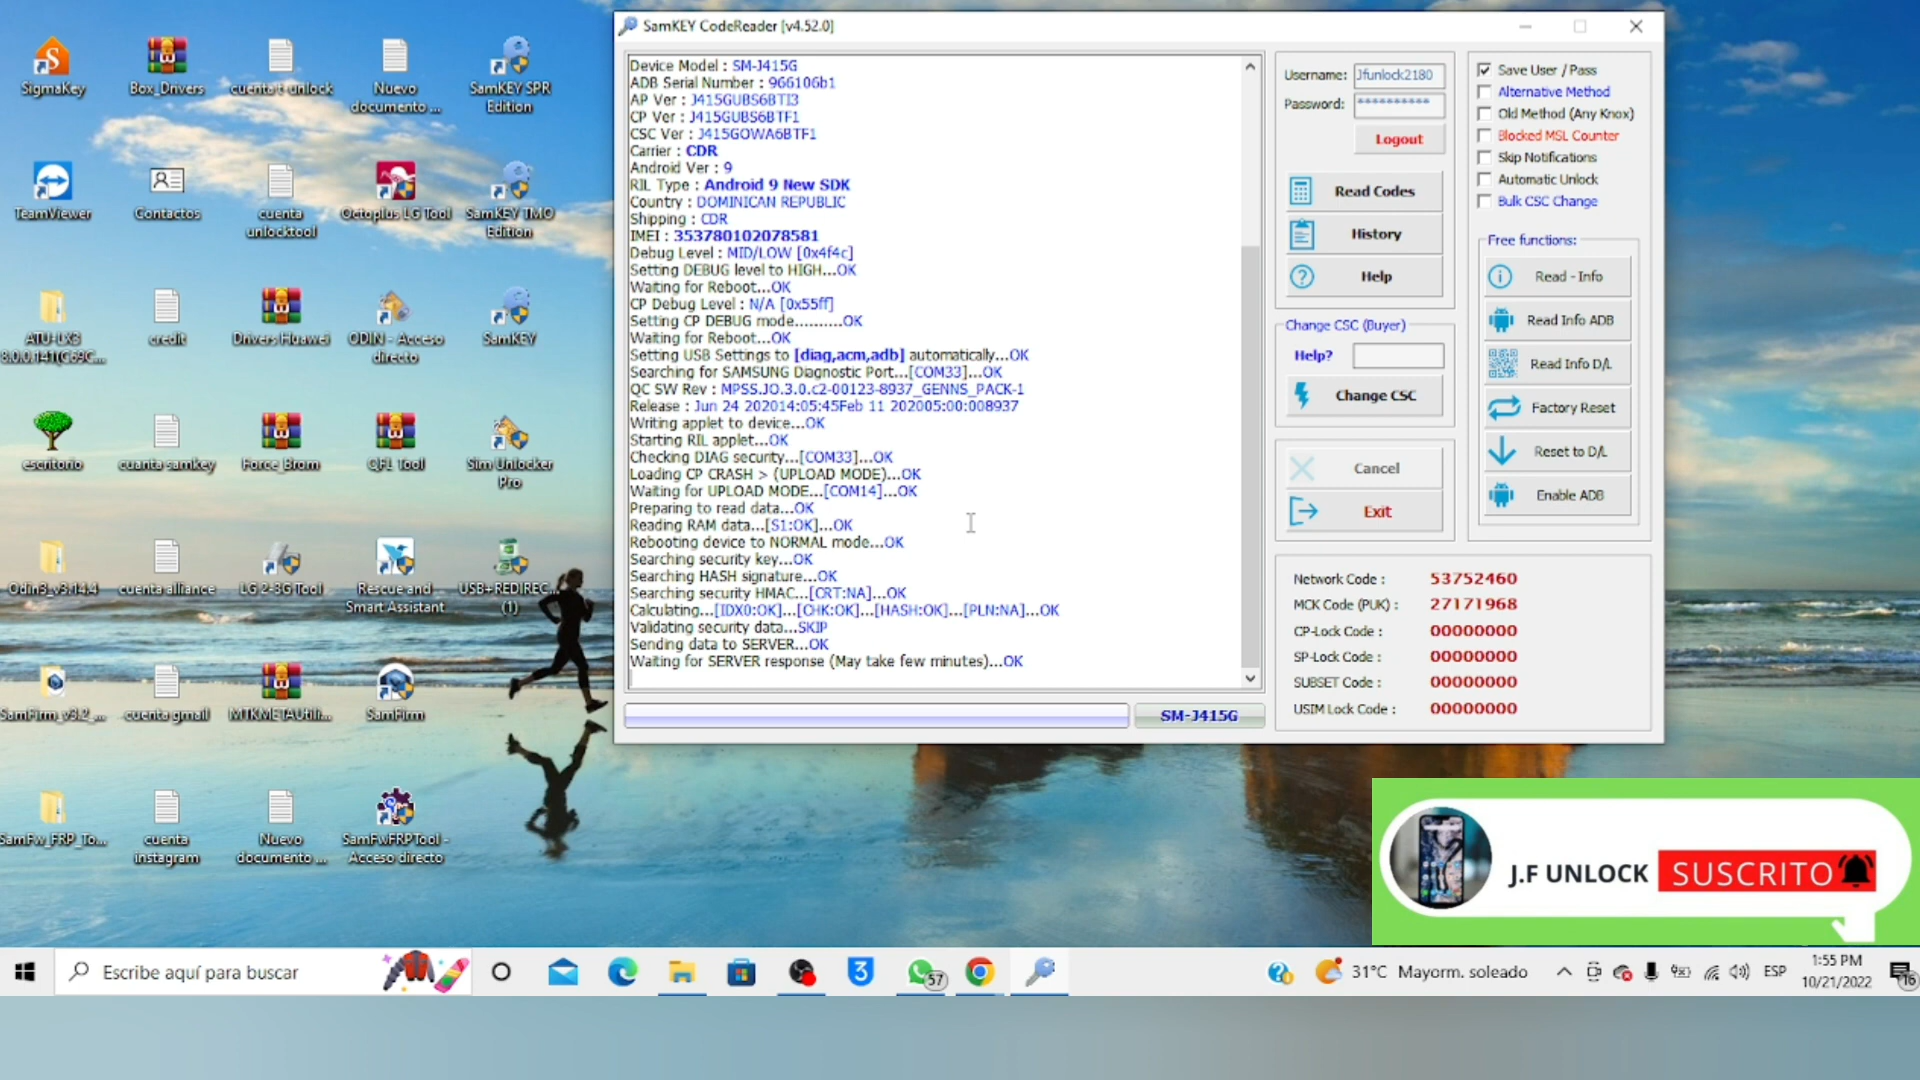 SigmaKey
Box_Drivers
cuenta t-unlock
Nuevo documento ...
SamKEY SPR Edition
TeamViewer
Contactos
cuenta unlocktool
Octoplus LG Tool
SamKEY TMO Edition
Drivers Huawei
credit
ODIN - Acceso directo
SamKEY
escritorio
cuanta samkey
Force_Brom
QFL Tool
Slim Unlocker Pro
Odin3_v3.14.4
cuenta alliance
LG 2-3G Tool
Rescue and Smart Assistant
USB+REDIREC... (1)
SamFirm_v3.2_...
cuenta gmail
MTKMETAUtili...
SamFirm
SamFw_FRP_To...
cuenta instagram
Nuevo documento ...
SamFwFRPTool - Acceso directo
SamKEY CodeReader [v4.52.0]
Device Model : SM-J415G
ADB Serial Number : 966106b1
AP Ver : J415GUBS6BTI3
CP Ver : J415GUBS6BTF1
CSC Ver : J415GOWA6BTF1
Carrier : CDR
Android Ver : 9
RIL Type : Android 9 New SDK
Country : DOMINICAN REPUBLIC
Shipping : CDR
IMEI : 353780102078581
Debug Level : MID/LOW [0x4f4c]
Setting DEBUG level to HIGH...OK
Waiting for Reboot...OK
CP Debug Level : N/A [0x55ff]
Setting CP DEBUG mode..........OK
Waiting for Reboot...OK
Setting USB Settings to [diag,acm,adb] automatically...OK
Searching for SAMSUNG Diagnostic Port...[COM33]...OK
QC SW Rev : MPSS.JO.3.0.c2-00123-8937_GENNS_PACK-1
Release : Jun 24 202014:05:45Feb 11 202005:00:008937
Writing applet to device...OK
Starting RIL applet...OK
Checking DIAG security...[COM33]...OK
Loading CP CRASH > (UPLOAD MODE)...OK
Waiting for UPLOAD MODE...[COM14]...OK
Preparing to read data...OK
Reading RAM data...[S1:OK]...OK
Rebooting device to NORMAL mode...OK
Searching security key...OK
Searching HASH signature...OK
Searching security HMAC...[CRT:NA]...OK
Calculating...[IDX0:OK]...[CHK:OK]...[HASH:OK]...[PLN:NA]...OK
Validating security data...SKIP
Sending data to SERVER...OK
Waiting for SERVER response (May take few minutes)...OK
SM-J415G
Username: Jfunlock2180
Password: **********
Logout
Read Codes
History
Help
Change CSC (Buyer)
Help?
Change CSC
Cancel
Exit
Save User / Pass
Alternative Method
Old Method (Any Knox)
Blocked MSL Counter
Skip Notifications
Automatic Unlock
Bulk CSC Change
Free functions:
Read - Info
Read Info ADB
Read Info D/L
Factory Reset
Reset to D/L
Enable ADB
Network Code : 53752460
MCK Code (PUK) : 27171968
CP-Lock Code : 00000000
SP-Lock Code : 00000000
SUBSET Code : 00000000
USIM Lock Code : 00000000
J.F UNLOCK SUSCRITO
Escribe aquí para buscar
57
31°C Mayorm. soleado
ESP
1:55 PM
10/21/2022
16